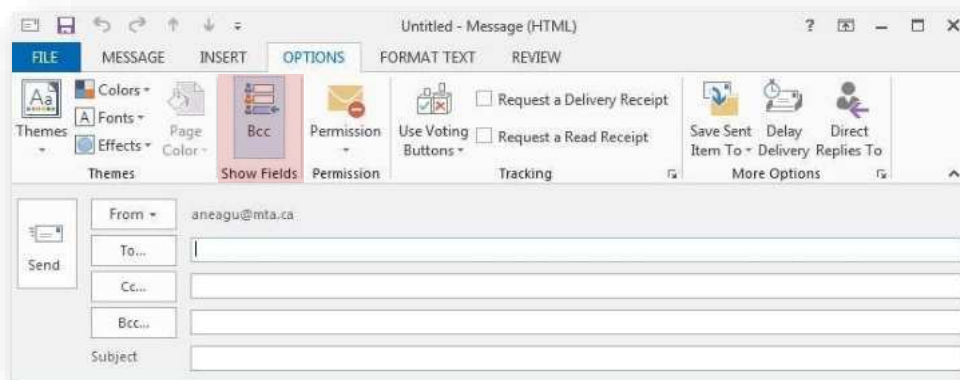 Untitled - Message (HTML)
?
FILE MESSAGE INSERT OPTIONS FORMAT TEXT REVIEW
Aa
Themes
Colors
A Fonts
Effects
Page
Color
Themes
Bcc
Show Fields
Permission
Permission
Use Voting
Buttons
Request a Delivery Receipt
Request a Read Receipt
Tracking
Save Sent
Item To
Delay
Delivery
Direct
Replies To
More Options
Send
From aneagu@mta.ca
To...
Cc...
Bcc...
Subject